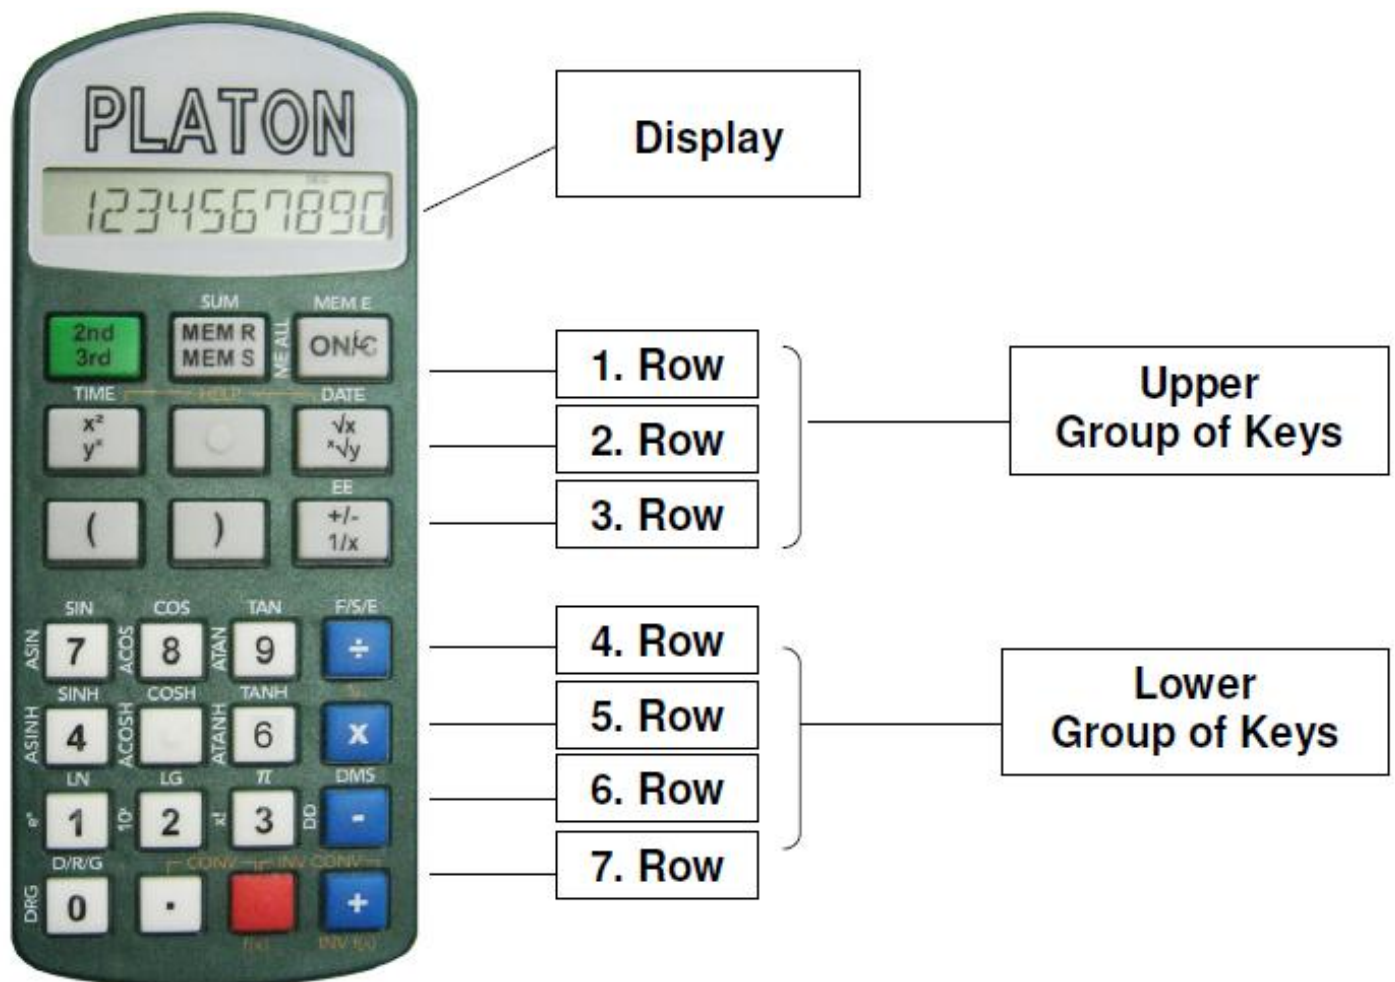 PLATON
1234567890
Display
SUM
MEM E
2nd
3rd
MEM R
MEM S
ME ALL
ON/C
1. Row
TIME
HELP
DATE
x²
yˣ
√x
ˣ√y
2. Row
Upper
Group of Keys
EE
(
)
+/-
1/x
3. Row
SIN
COS
TAN
F/S/E
ASIN
7
ACOS
8
ATAN
9
÷
4. Row
SINH
COSH
TANH
ASINH
4
ACOSH
ATANH
6
x
5. Row
Lower
Group of Keys
LN
LG
π
DMS
eˣ
1
10ˣ
2
x!
3
DD
-
6. Row
D/R/G
CONV
INV CONV
DRG
0
.
+
7. Row
f(x)
INV f(x)